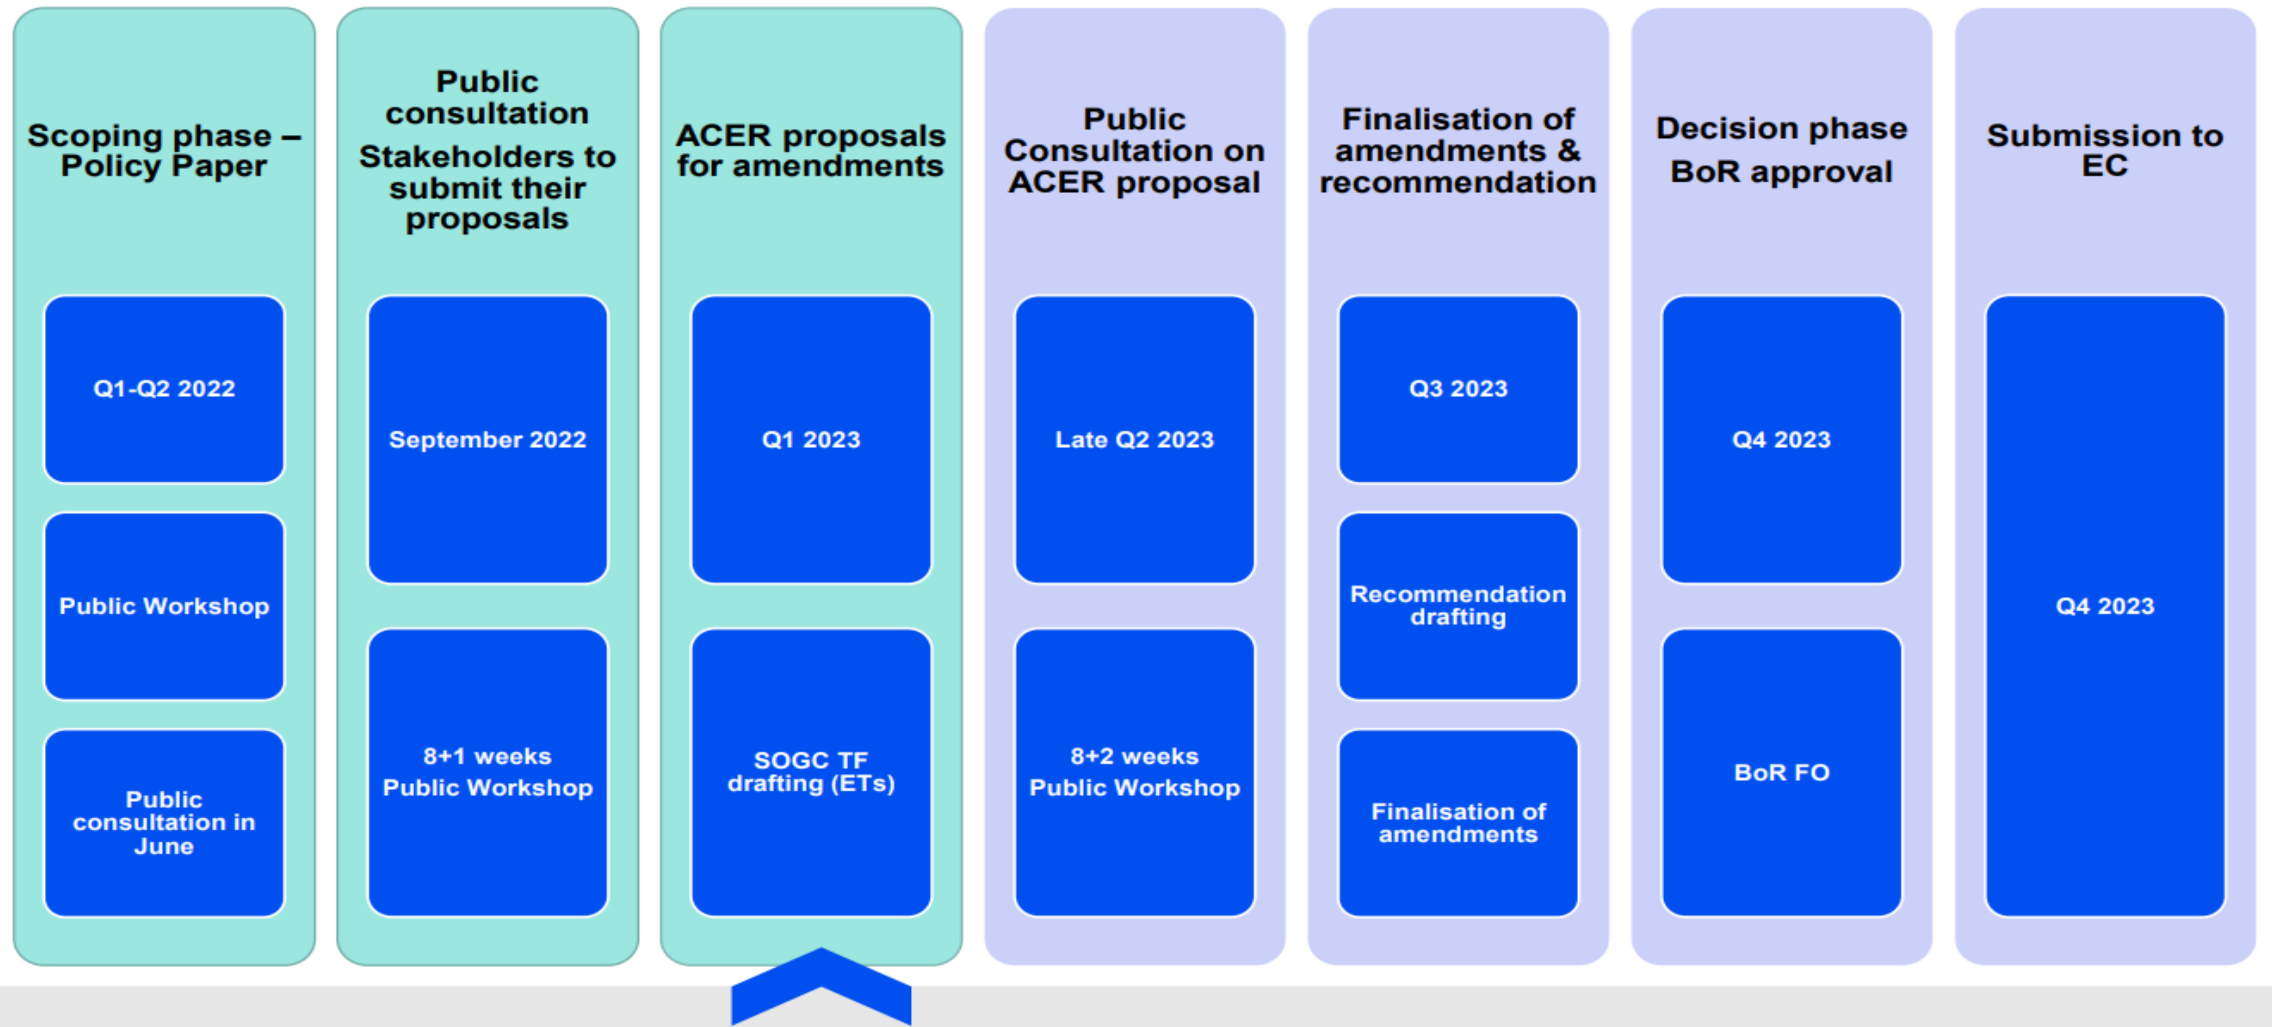 Scoping phase –
Policy Paper
Q1-Q2 2022
Public Workshop
Public
consultation in
June
Public
consultation
Stakeholders to
submit their
proposals
September 2022
8+1 weeks
Public Workshop
ACER proposals
for amendments
Q1 2023
SOGC TF
drafting (ETs)
Public
Consultation on
ACER proposal
Late Q2 2023
8+2 weeks
Public Workshop
Finalisation of
amendments &
recommendation
Q3 2023
Recommendation
drafting
Finalisation of
amendments
Decision phase
BoR approval
Q4 2023
BoR FO
Submission to
EC
Q4 2023